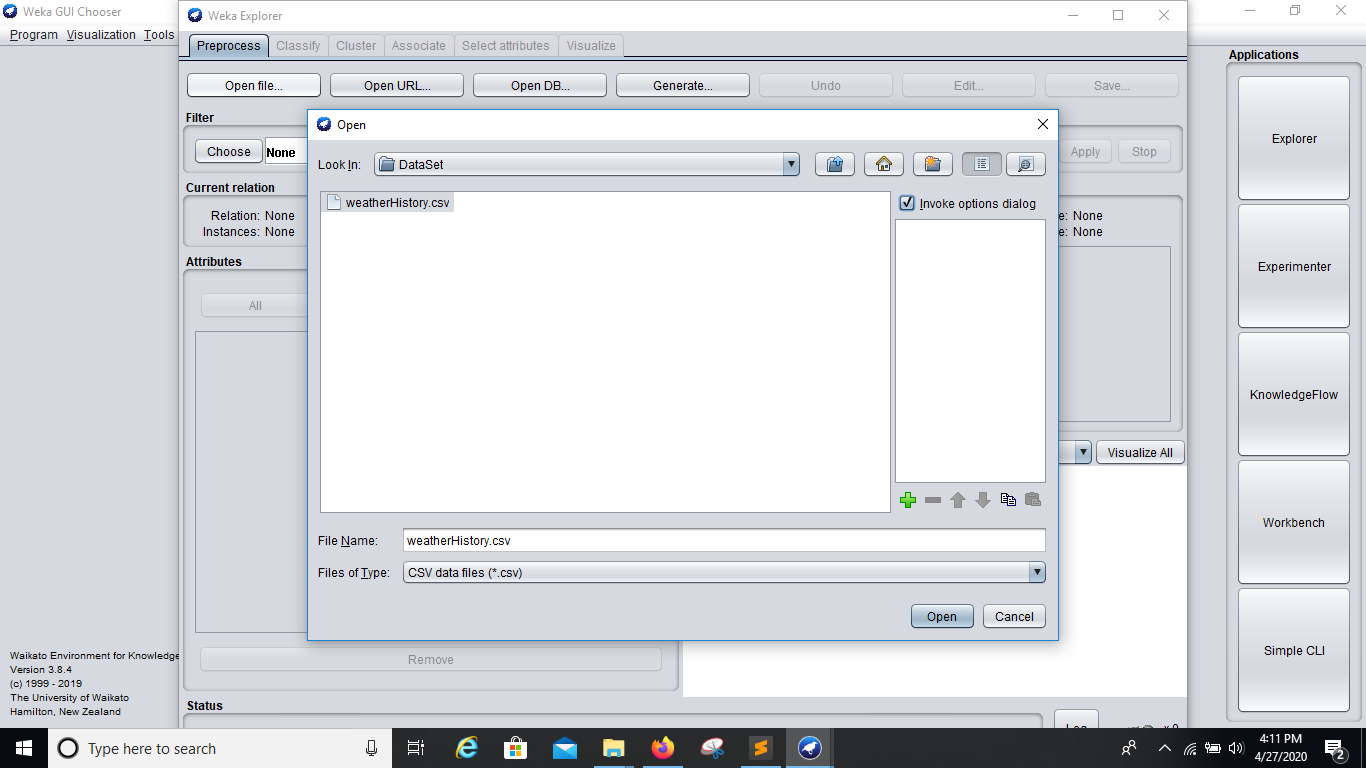 Weka GUI Chooser
Program Visualization Tools
Weka Explorer
Preprocess Classify Cluster Associate Select attributes Visualize
Open file... Open URL... Open DB... Generate... Undo Edit... Save...
Filter
Choose None
Apply Stop
Current relation
Relation: None
Instances: None
e: None
e: None
Attributes
All
Open
Look In: DataSet
weatherHistory.csv
Invoke options dialog
File Name: weatherHistory.csv
Files of Type: CSV data files (*.csv)
Open Cancel
Visualize All
Remove
Status
Log
x 0
Applications
Explorer
Experimenter
KnowledgeFlow
Workbench
Simple CLI
Waikato Environment for Knowledge
Version 3.8.4
(c) 1999 - 2019
The University of Waikato
Hamilton, New Zealand
Type here to search
4:11 PM
4/27/2020
2